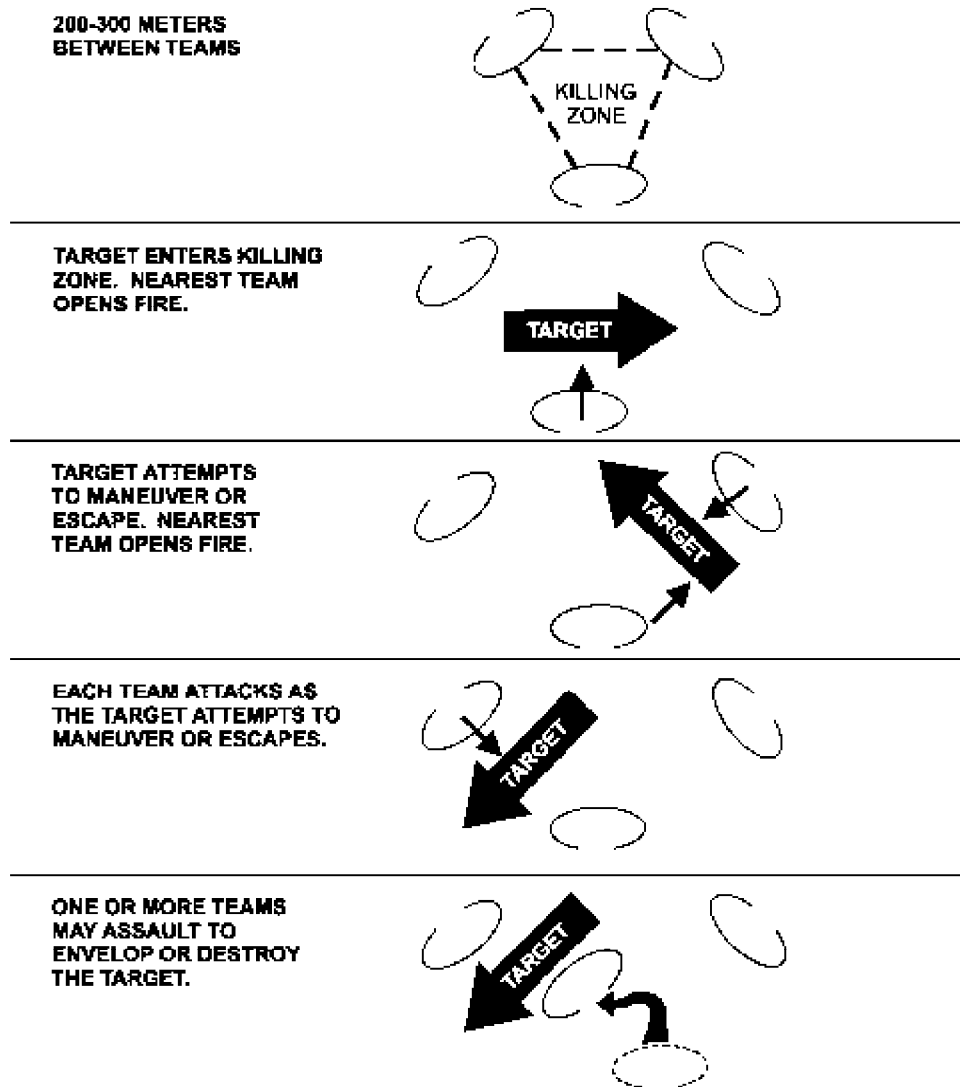 200-300 METERS
BETWEEN TEAMS
KILLING
ZONE
TARGET ENTERS KILLING
ZONE. NEAREST TEAM
OPENS FIRE.
TARGET
TARGET ATTEMPTS
TO MANEUVER OR
ESCAPE. NEAREST
TEAM OPENS FIRE.
TARGET
EACH TEAM ATTACKS AS
THE TARGET ATTEMPTS TO
MANEUVER OR ESCAPES.
TARGET
ONE OR MORE TEAMS
MAY ASSAULT TO
ENVELOP OR DESTROY
THE TARGET.
TARGET